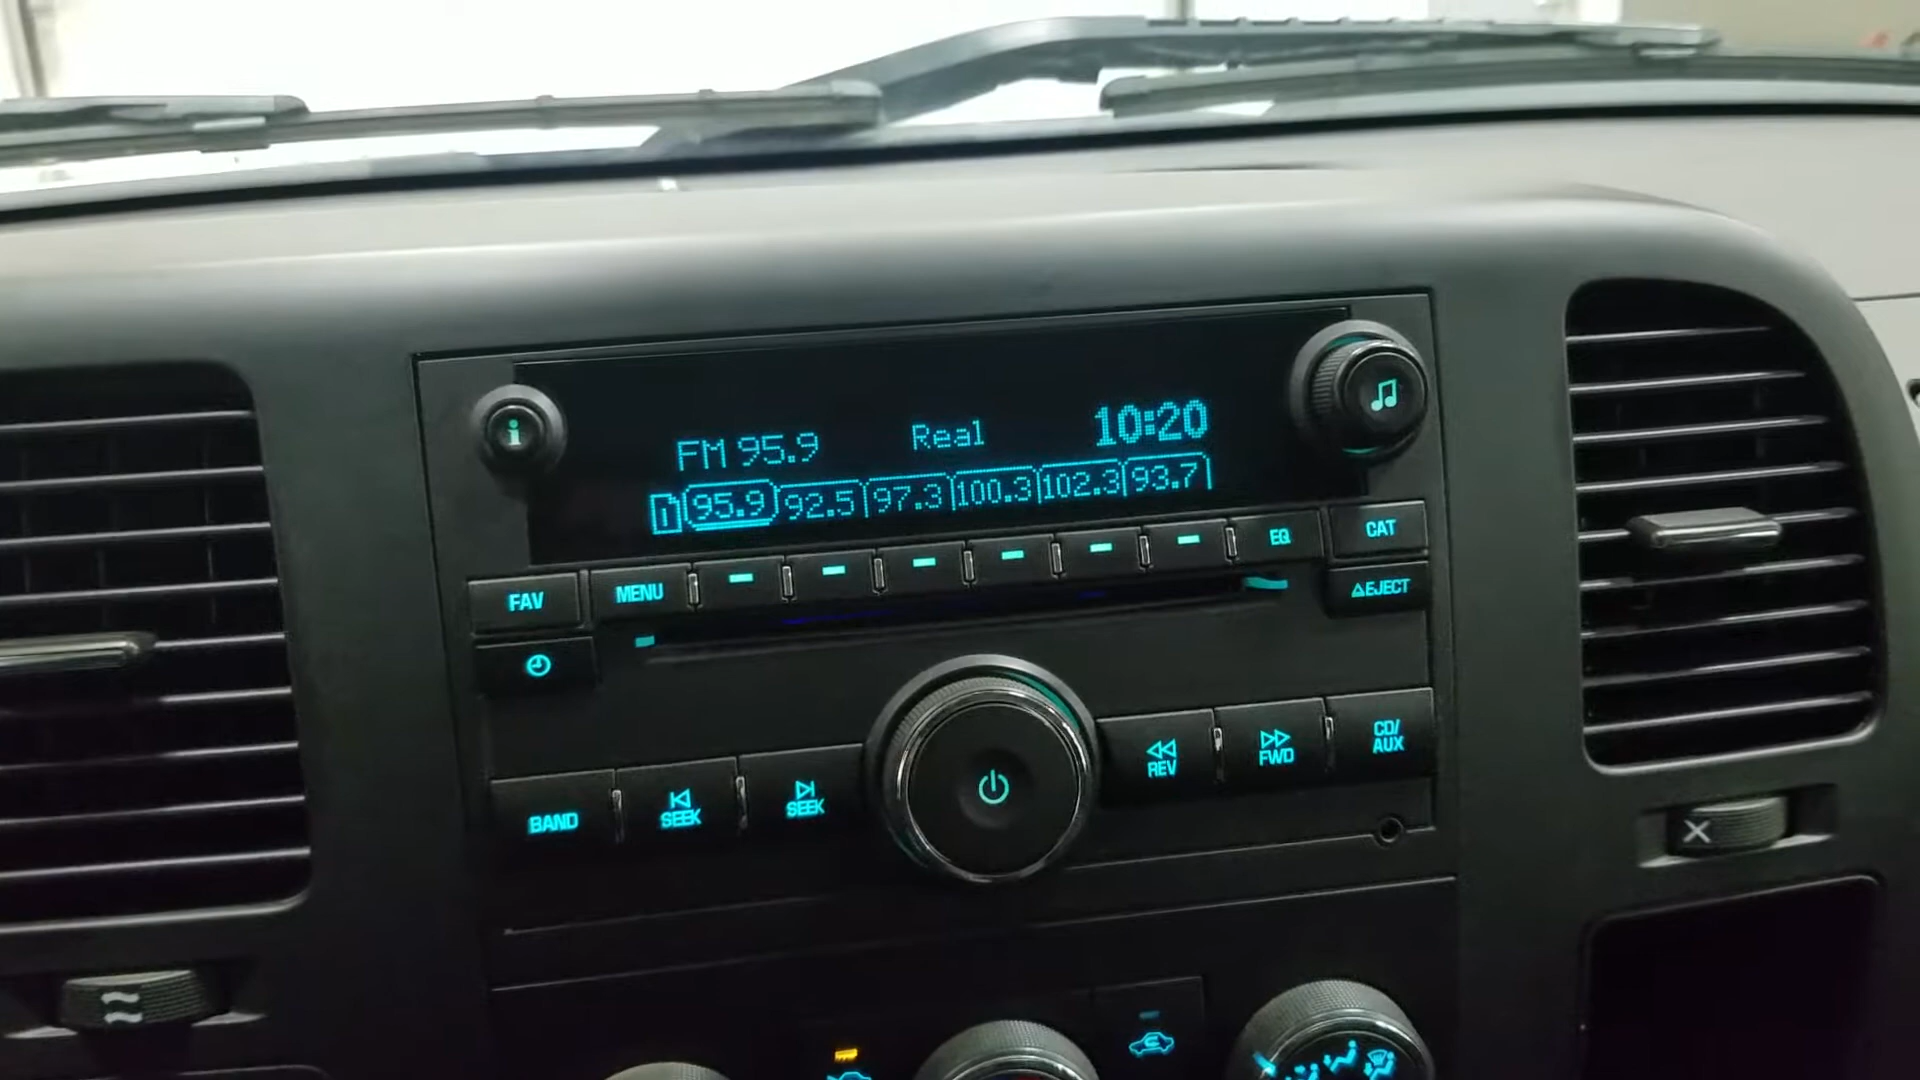 FM 95.9 Real 10:20
1 95.9 92.5 97.3 100.3 102.3 93.7
FAV MENU EQ CAT
EJECT
BAND SEEK SEEK REV FWD CD/
AUX